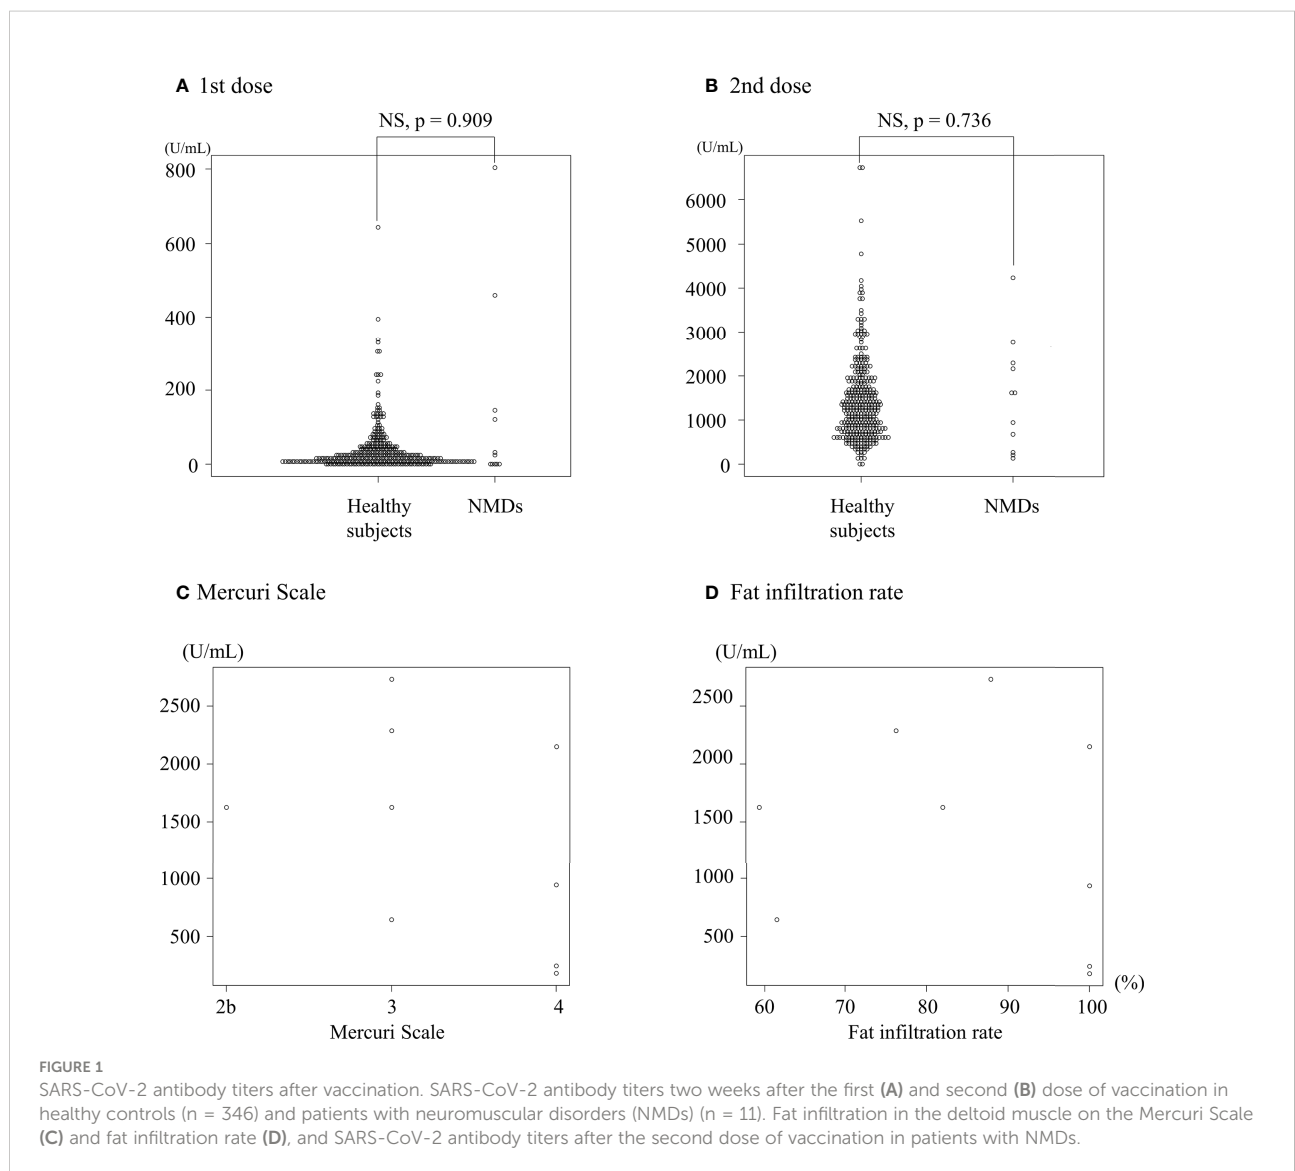 A 1st dose
NS, p = 0.909
(U/mL)
800
600
400
200
0
Healthy
subjects
NMDs
B 2nd dose
NS, p = 0.736
(U/mL)
6000
5000
4000
3000
2000
1000
0
Healthy
subjects
NMDs
C Mercuri Scale
(U/mL)
2500
2000
1500
1000
500
2b 3 4
Mercuri Scale
D Fat infiltration rate
(U/mL)
2500
2000
1500
1000
500
60 70 80 90 100 (%)
Fat infiltration rate
FIGURE 1
SARS-CoV-2 antibody titers after vaccination. SARS-CoV-2 antibody titers two weeks after the first (A) and second (B) dose of vaccination in
healthy controls (n = 346) and patients with neuromuscular disorders (NMDs) (n = 11). Fat infiltration in the deltoid muscle on the Mercuri Scale
(C) and fat infiltration rate (D), and SARS-CoV-2 antibody titers after the second dose of vaccination in patients with NMDs.